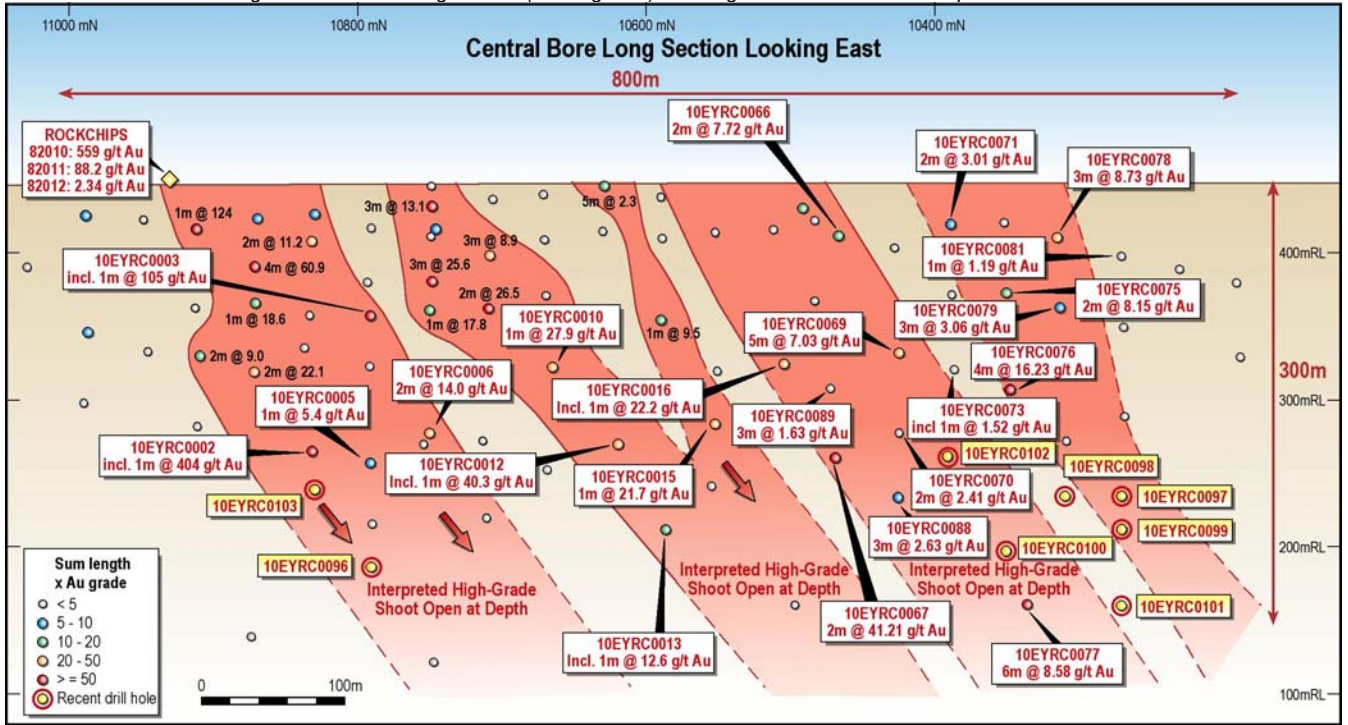 11000 mN
10800 mN
10600 mN
10400 mN
Central Bore Long Section Looking East
800m
ROCKCHIPS
82010: 559 g/t Au
82011: 88.2 g/t Au
82012: 2.34 g/t Au
10EYRC0066
2m @ 7.72 g/t Au
10EYRC0071
2m @ 3.01 g/t Au
10EYRC0078
3m @ 8.73 g/t Au
1m @ 124
2m @ 11.2
4m @ 60.9
1m @ 18.6
2m @ 9.0
2m @ 22.1
3m @ 13.1
3m @ 8.9
3m @ 25.6
2m @ 26.5
1m @ 17.8
5m @ 2.3
1m @ 9.5
10EYRC0003
incl. 1m @ 105 g/t Au
10EYRC0081
1m @ 1.19 g/t Au
400mRL
10EYRC0075
2m @ 8.15 g/t Au
10EYRC0079
3m @ 3.06 g/t Au
10EYRC0010
1m @ 27.9 g/t Au
10EYRC0069
5m @ 7.03 g/t Au
10EYRC0076
4m @ 16.23 g/t Au
300m
10EYRC0006
2m @ 14.0 g/t Au
10EYRC0005
1m @ 5.4 g/t Au
10EYRC0016
Incl. 1m @ 22.2 g/t Au
10EYRC0089
3m @ 1.63 g/t Au
10EYRC0073
incl 1m @ 1.52 g/t Au
300mRL
10EYRC0002
incl. 1m @ 404 g/t Au
10EYRC0012
Incl. 1m @ 40.3 g/t Au
10EYRC0015
1m @ 21.7 g/t Au
10EYRC0102
10EYRC0098
10EYRC0070
2m @ 2.41 g/t Au
10EYRC0097
10EYRC0103
10EYRC0088
3m @ 2.63 g/t Au
10EYRC0099
10EYRC0100
200mRL
10EYRC0096
Interpreted High-Grade
Shoot Open at Depth
Interpreted High-Grade
Shoot Open at Depth
Interpreted High-Grade
Shoot Open at Depth
10EYRC0101
10EYRC0067
2m @ 41.21 g/t Au
10EYRC0013
Incl. 1m @ 12.6 g/t Au
10EYRC0077
6m @ 8.58 g/t Au
100mRL
Sum length
x Au grade
< 5
5 - 10
10 - 20
20 - 50
> = 50
Recent drill hole
0
100m